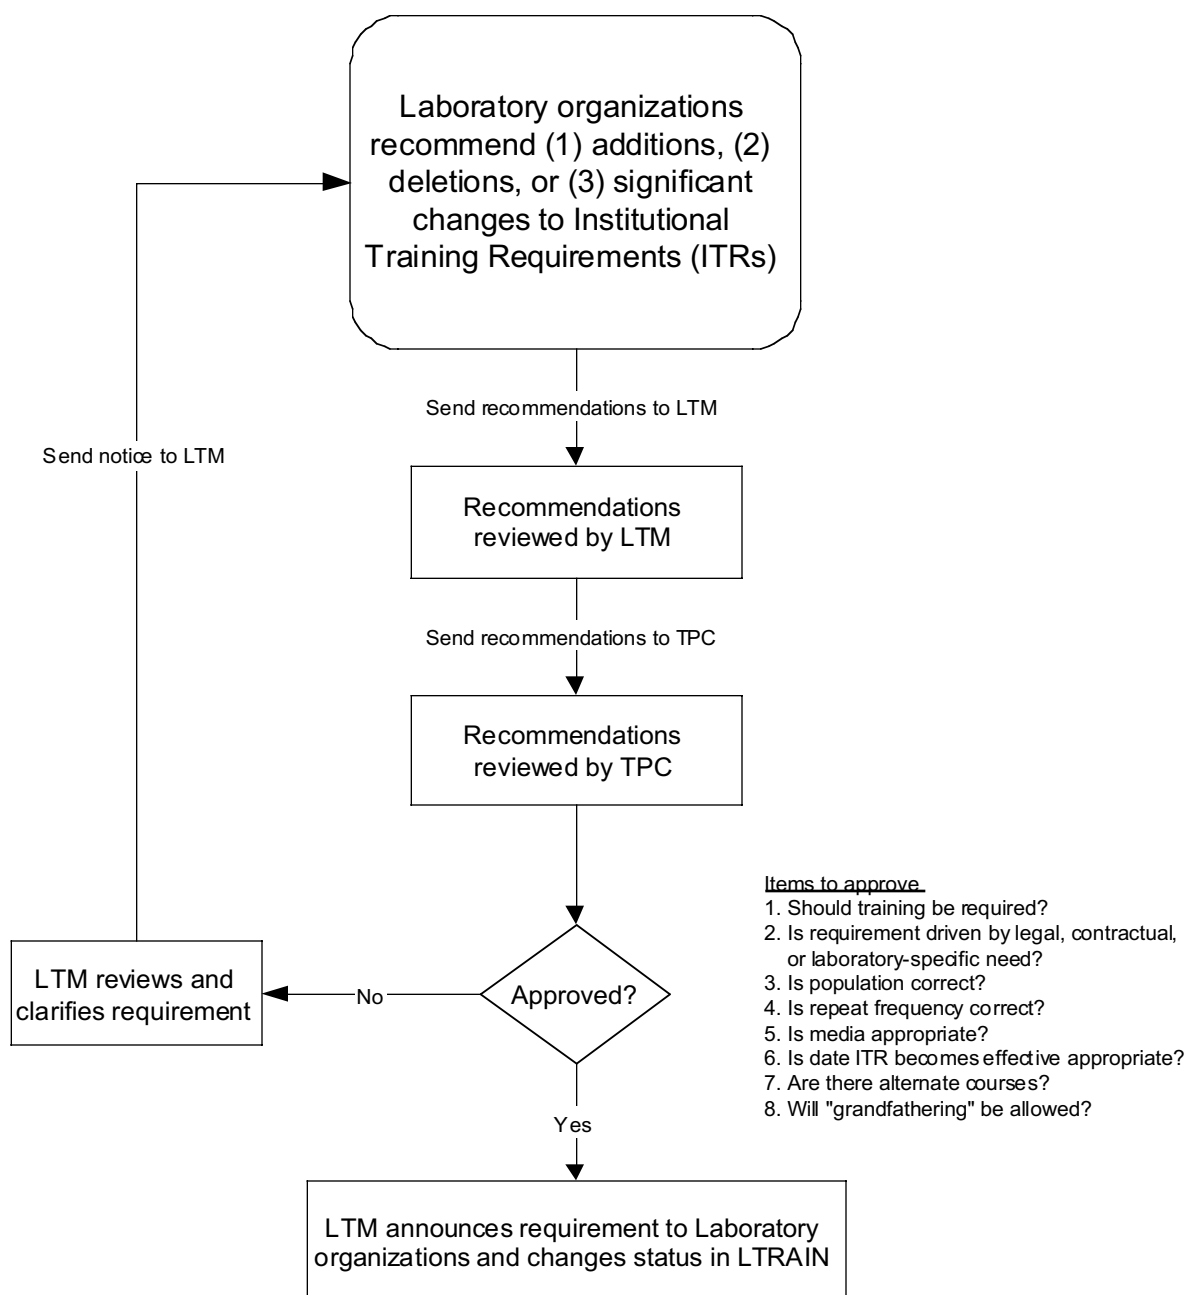 Laboratory organizations
recommend (1) additions, (2)
deletions, or (3) significant
changes to Institutional
Training Requirements (ITRs)
Send recommendations to LTM
Send notice to LTM
Recommendations
reviewed by LTM
Send recommendations to TPC
Recommendations
reviewed by TPC
Items to approve
1. Should training be required?
2. Is requirement driven by legal, contractual,
or laboratory-specific need?
3. Is population correct?
4. Is repeat frequency correct?
5. Is media appropriate?
6. Is date ITR becomes effective appropriate?
7. Are there alternate courses?
8. Will "grandfathering" be allowed?
LTM reviews and
clarifies requirement
No
Approved?
Yes
LTM announces requirement to Laboratory
organizations and changes status in LTRAIN